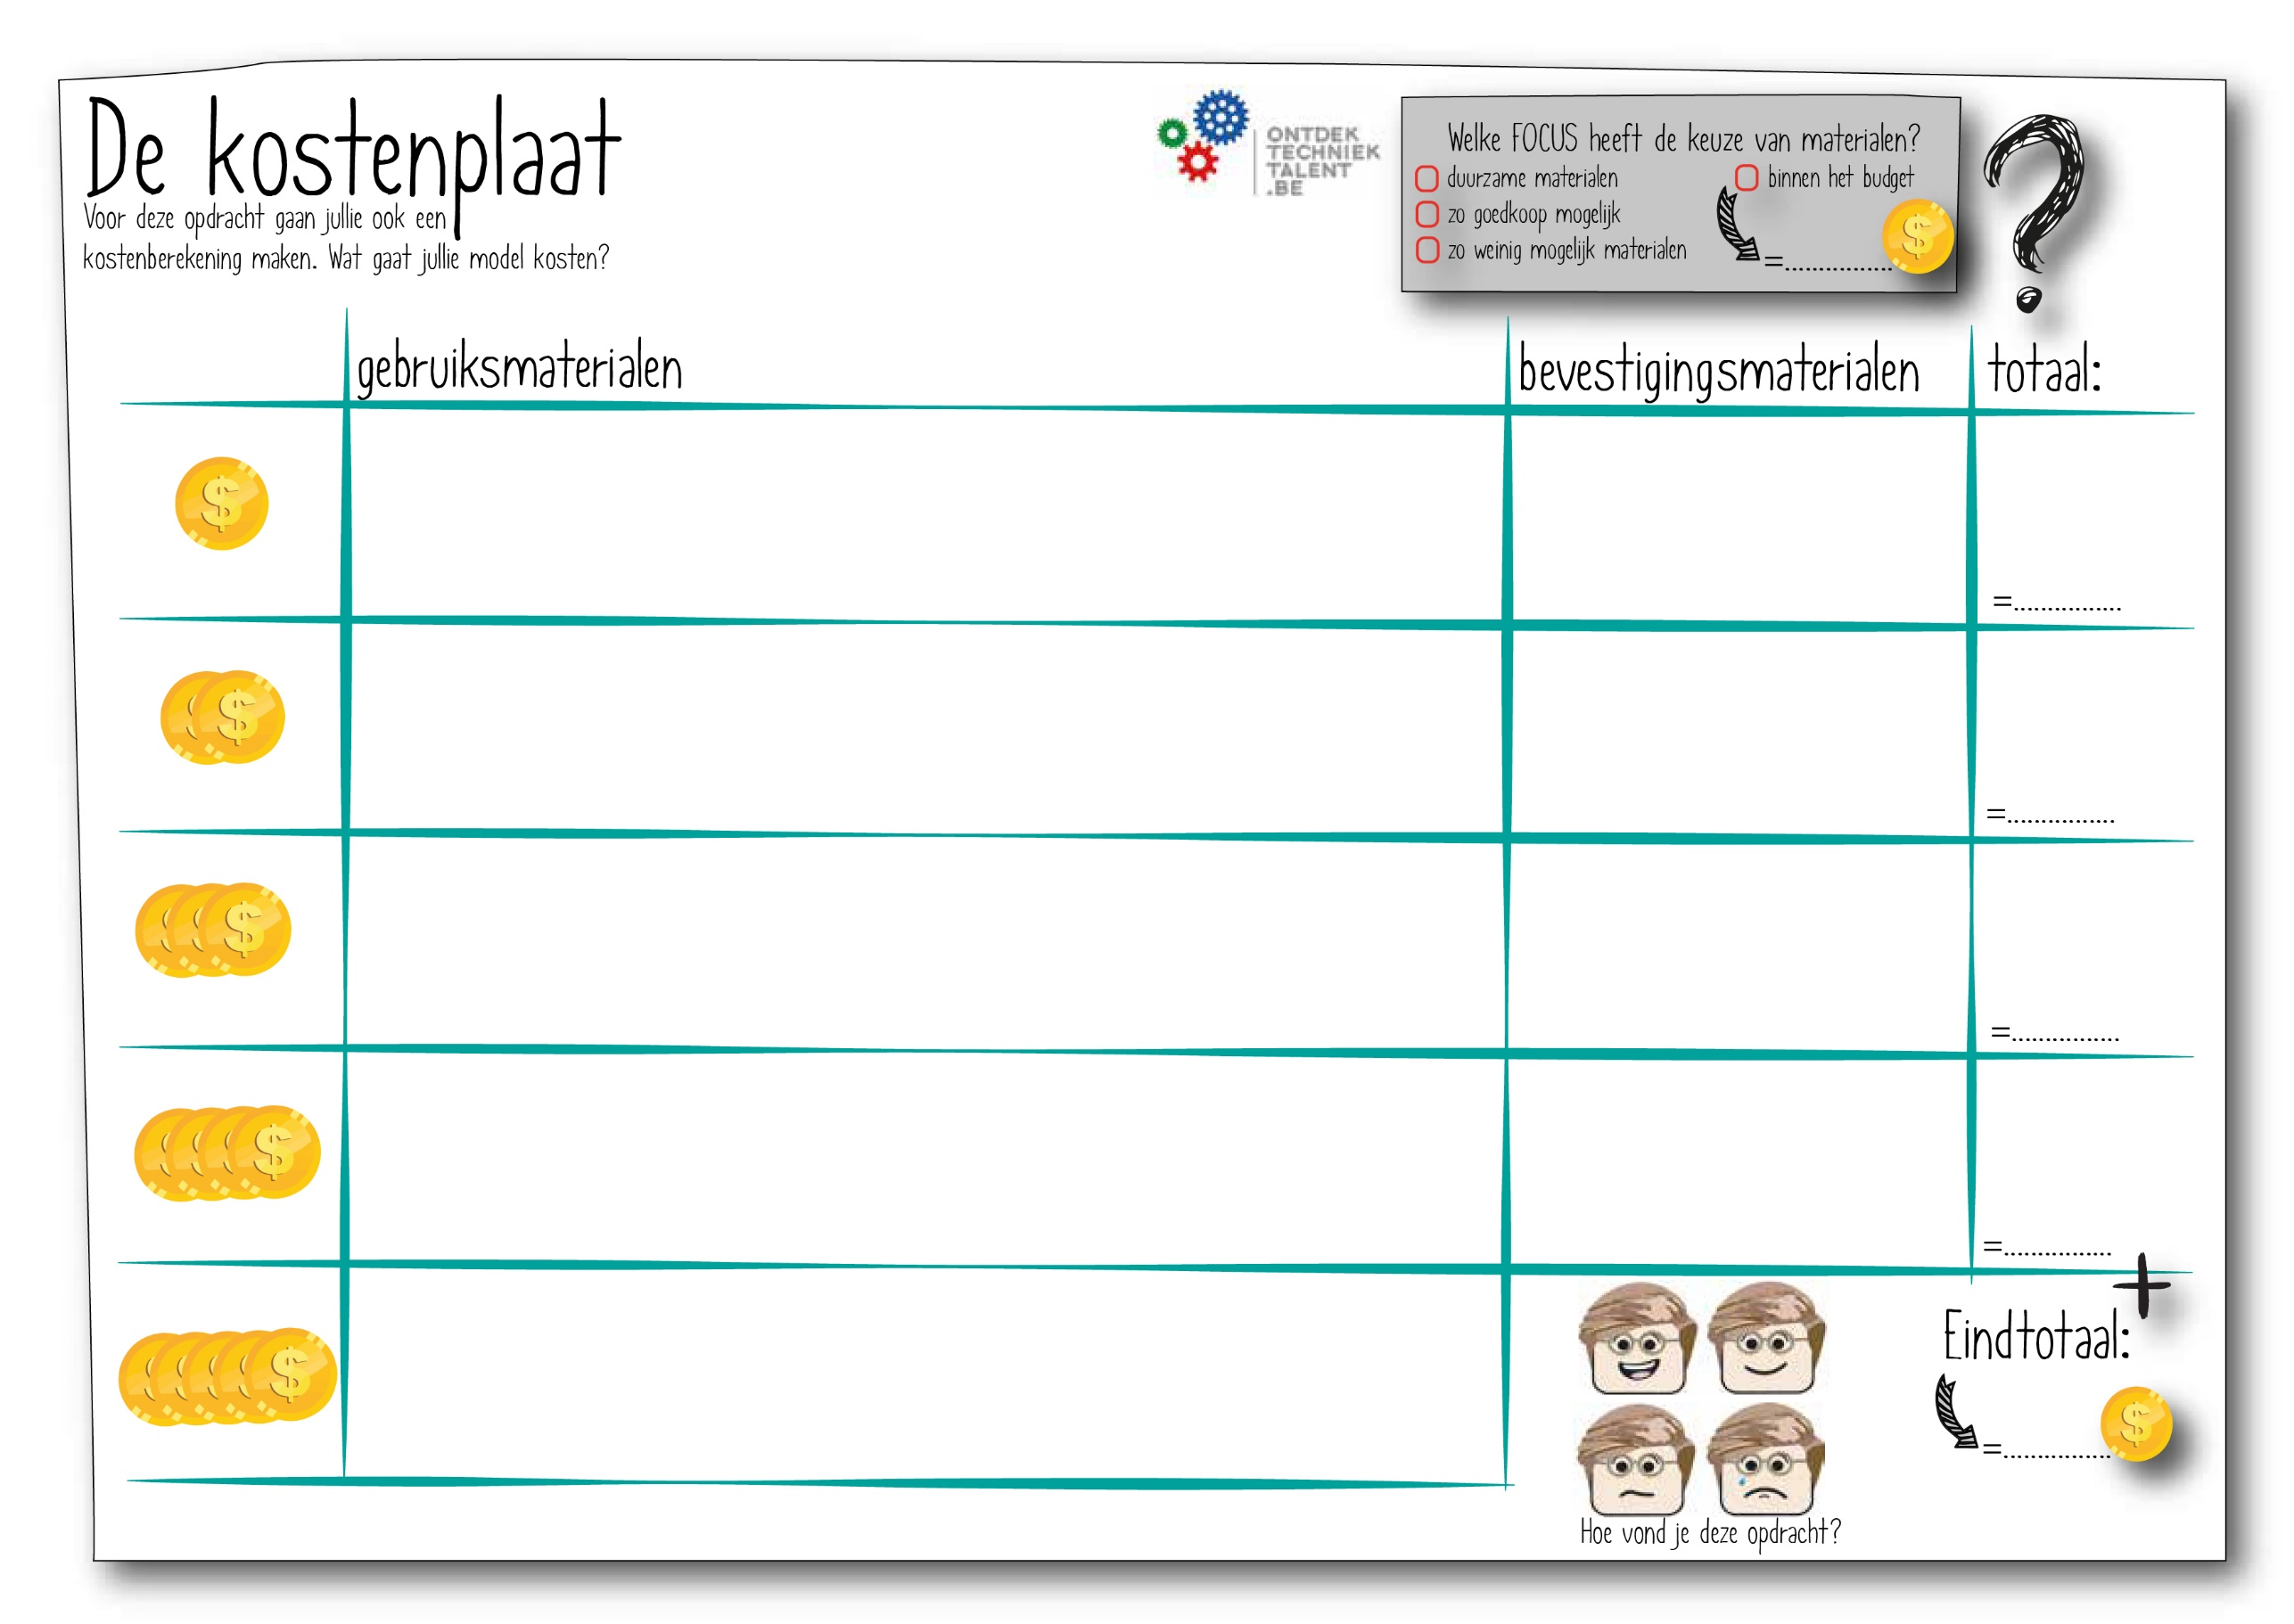 De kostenplaat
Voor deze opdracht gaan jullie ook een
kostenberekening maken. Wat gaat jullie model kosten?
ONTDEK
TECHNIEK
TALENT
.BE
Welke FOCUS heeft de keuze van materialen?
duurzame materialen
binnen het budget
zo goedkoop mogelijk
zo weinig mogelijk materialen
=................
$
?
gebruiksmaterialen
bevestigingsmaterialen
totaal:
$
=................
$
=................
$
=................
$
=................
+
$
Eindtotaal:
=................
$
Hoe vond je deze opdracht?